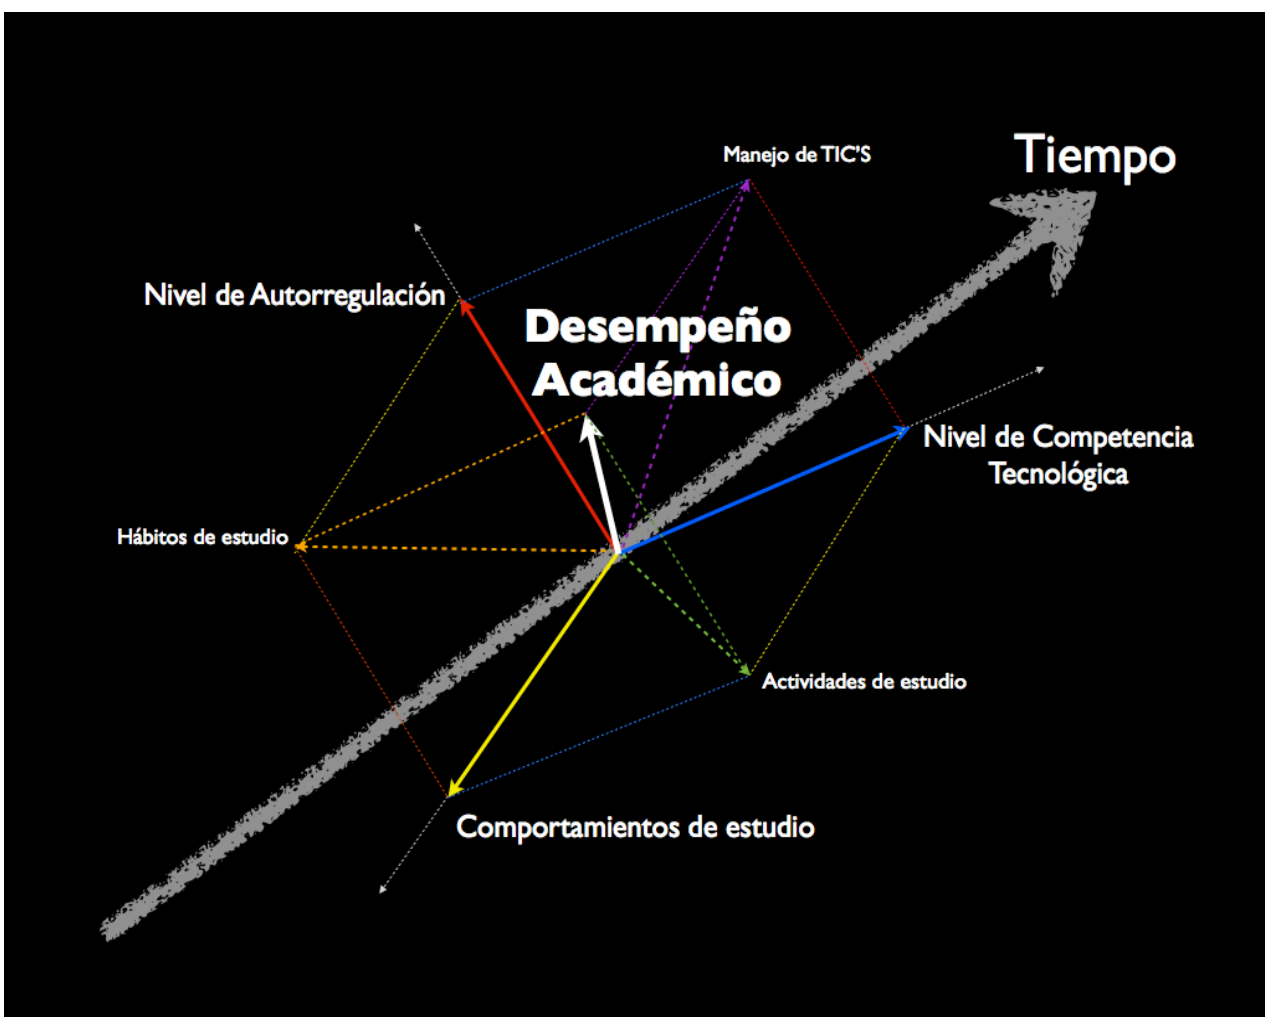 Manejo de TIC'S
Tiempo
Nivel de Autorregulación
Desempeño
Académico
Nivel de Competencia
Tecnológica
Hábitos de estudio
Actividades de estudio
Comportamientos de estudio